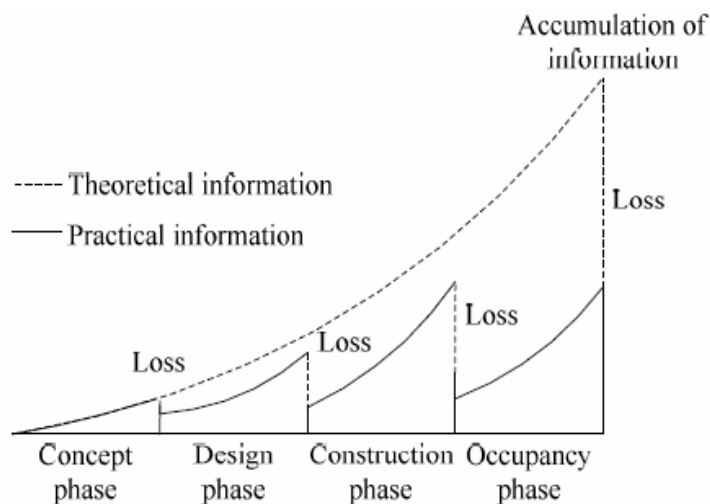 Accumulation of
information
Theoretical information
Practical information
Loss
Loss
Loss
Loss
Concept
phase
Design
phase
Construction
phase
Occupancy
phase